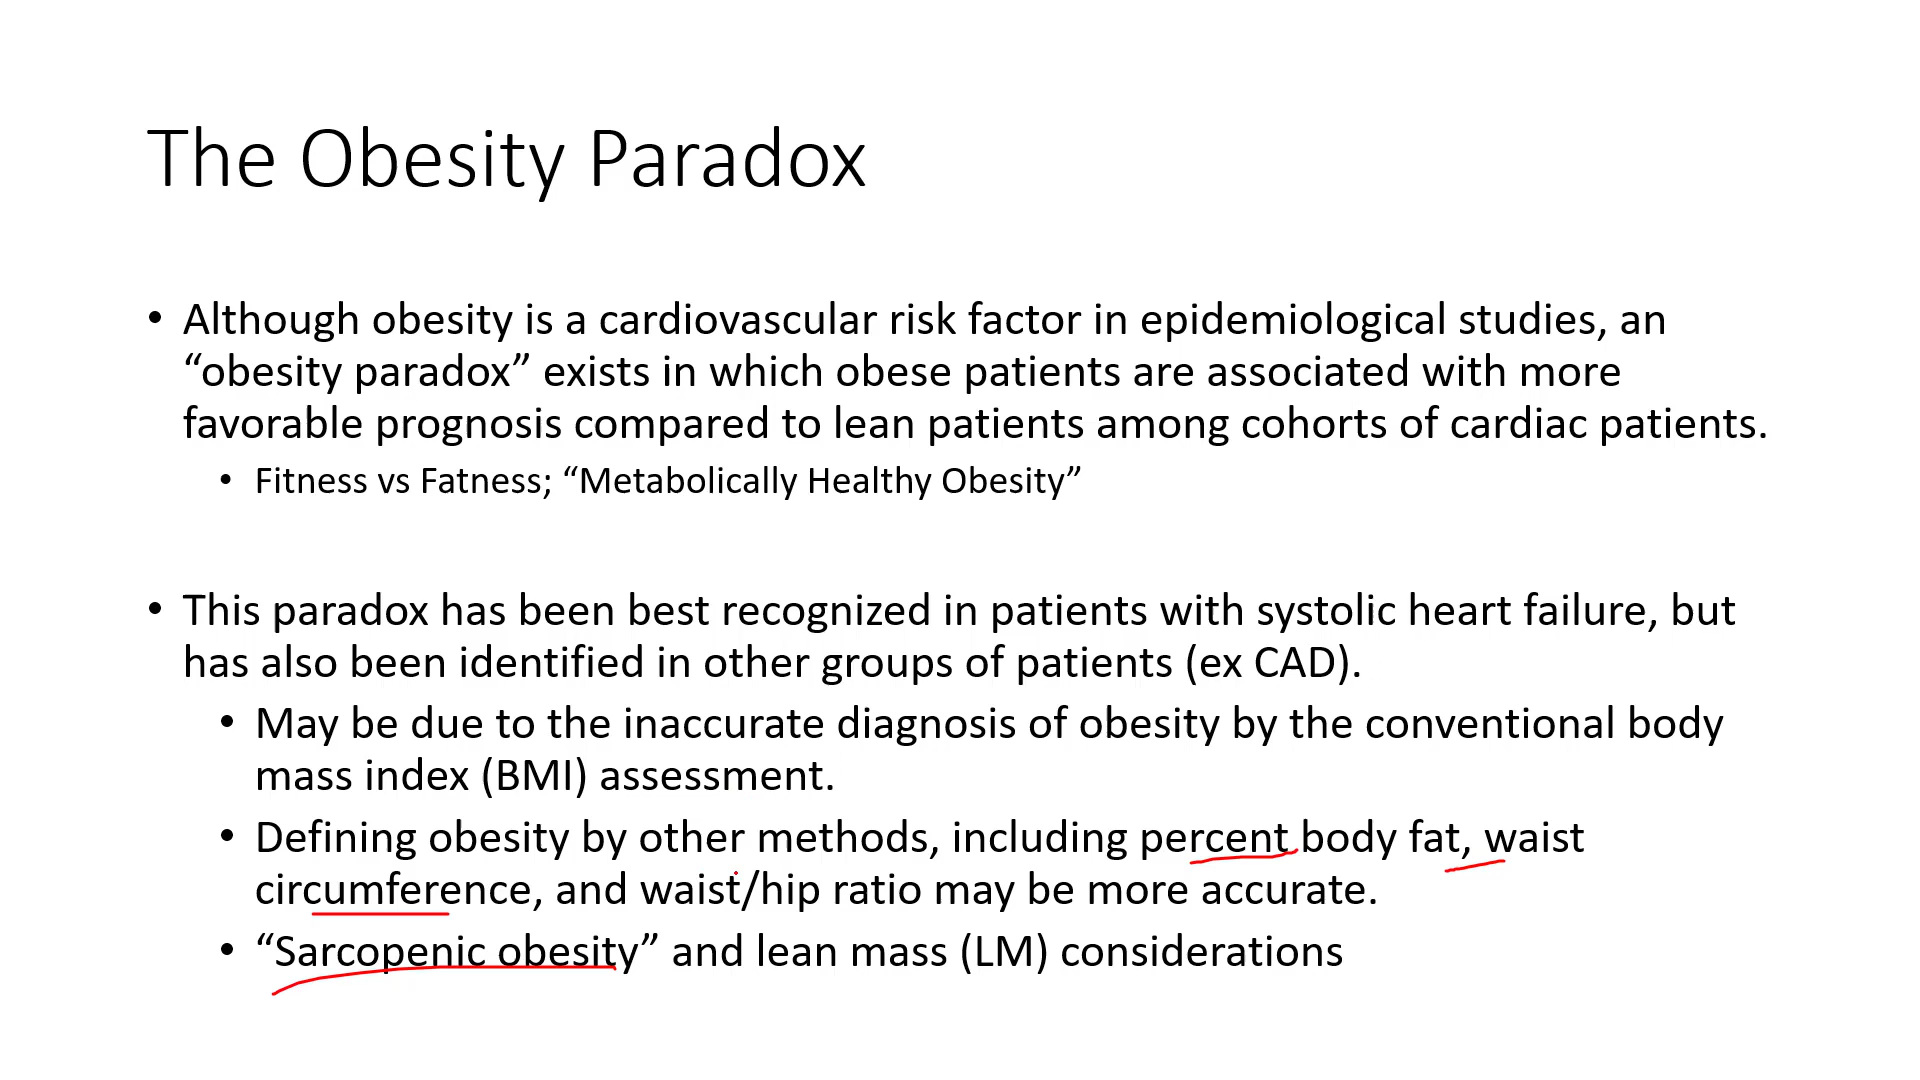 The Obesity Paradox
• Although obesity is a cardiovascular risk factor in epidemiological studies, an
“obesity paradox” exists in which obese patients are associated with more
favorable prognosis compared to lean patients among cohorts of cardiac patients.
• Fitness vs Fatness; “Metabolically Healthy Obesity”
• This paradox has been best recognized in patients with systolic heart failure, but
has also been identified in other groups of patients (ex CAD).
• May be due to the inaccurate diagnosis of obesity by the conventional body
mass index (BMI) assessment.
• Defining obesity by other methods, including percent body fat, waist
circumference, and waist/hip ratio may be more accurate.
• “Sarcopenic obesity” and lean mass (LM) considerations